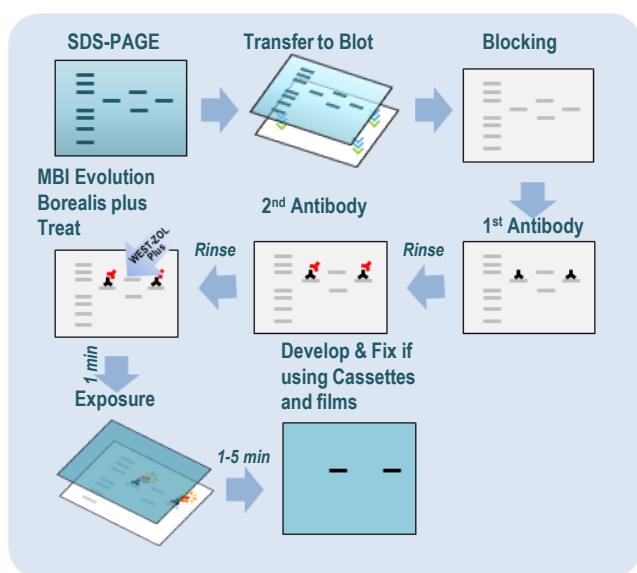 SDS-PAGE
Transfer to Blot
Blocking
MBI Evolution
Borealis plus
Treat
WEST-ZOL
Plus
Rinse
2nd Antibody
Rinse
1st Antibody
1 min
Exposure
1-5 min
Develop & Fix if
using Cassettes
and films